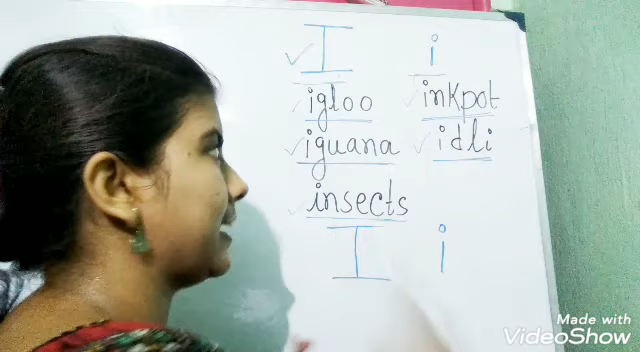 I i
igloo inkpot
iguana idli
insects
I i
Made with
VideoShow